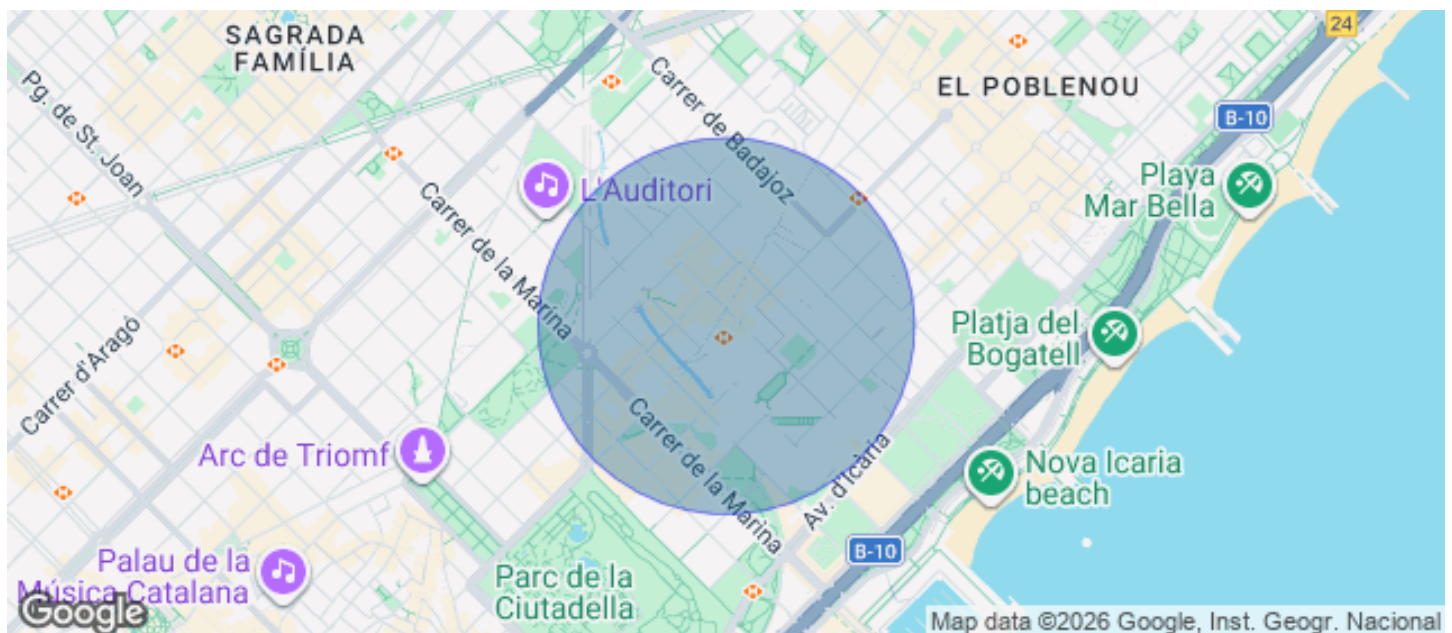 24
SAGRADA
FAMÍLIA
EL POBLENOU
Pg. de St. Joan
Carrer de Badajoz
B-10
Playa
Mar Bella
L'Auditori
Carrer de la Marina
Carrer d'Aragó
Platja del
Bogatell
Arc de Triomf
Carrer de la Marina
Av. d'Icària
Nova Icaria
beach
B-10
Palau de la
Música Catalana
Parc de la
Ciutadella
Google
Map data ©2026 Google, Inst. Geogr. Nacional